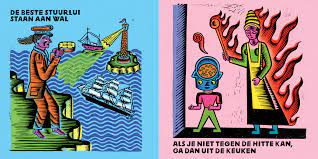 DE BESTE STUURLUI
STAAN AAN WAL
ALS JE NIET TEGEN DE HITTE KAN,
GA DAN UIT DE KEUKEN